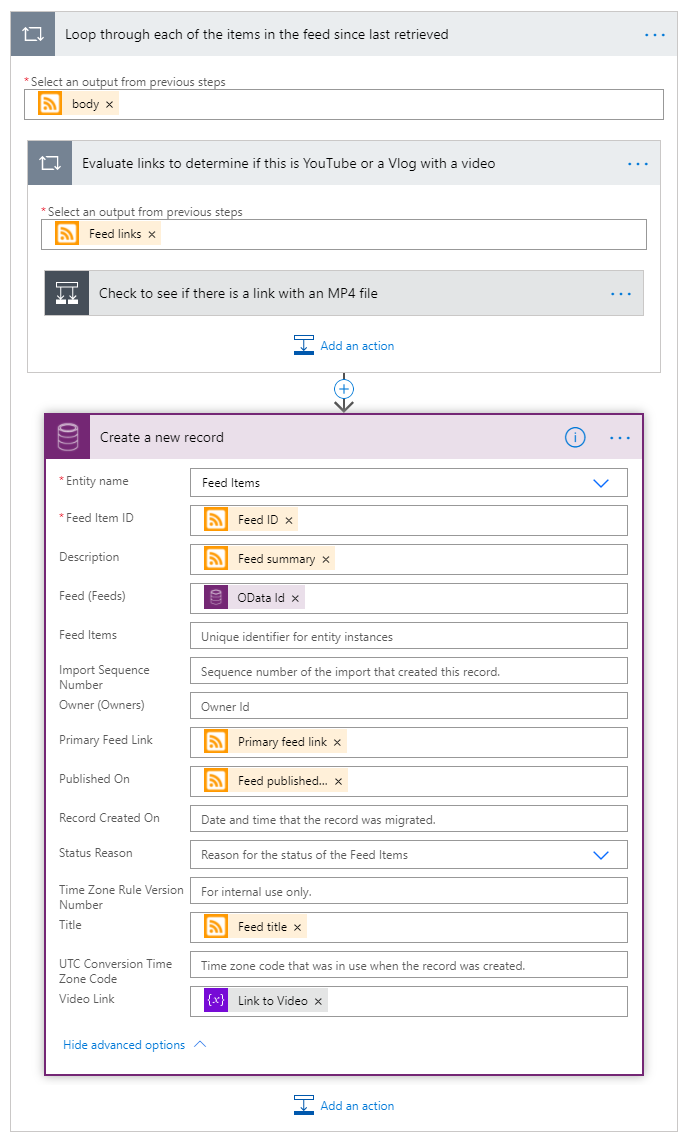 Loop through each of the items in the feed since last retrieved
*Select an output from previous steps
body ×
Evaluate links to determine if this is YouTube or a Vlog with a video
*Select an output from previous steps
Feed links ×
Check to see if there is a link with an MP4 file
Add an action
Create a new record
*Entity name
Feed Items
*Feed Item ID
Feed ID ×
Description
Feed summary ×
Feed (Feeds)
OData Id ×
Feed Items
Unique identifier for entity instances
Import Sequence
Number
Sequence number of the import that created this record.
Owner (Owners)
Owner Id
Primary Feed Link
Primary feed link ×
Published On
Feed published... ×
Record Created On
Date and time that the record was migrated.
Status Reason
Reason for the status of the Feed Items
Time Zone Rule Version
Number
For internal use only.
Title
Feed title ×
UTC Conversion Time
Zone Code
Time zone code that was in use when the record was created.
Video Link
{x} Link to Video ×
Hide advanced options
Add an action